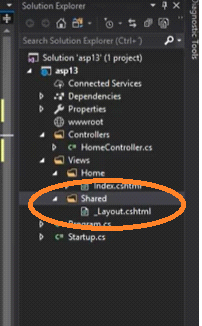 Solution Explorer
Search Solution Explorer (Ctrl+')
Solution 'asp13' (1 project)
asp13
Connected Services
Dependencies
Properties
wwwroot
Controllers
C# HomeController.cs
Views
Home
Index.cshtml
Shared
_Layout.cshtml
Program.cs
C# Startup.cs
Diagnostic Tools